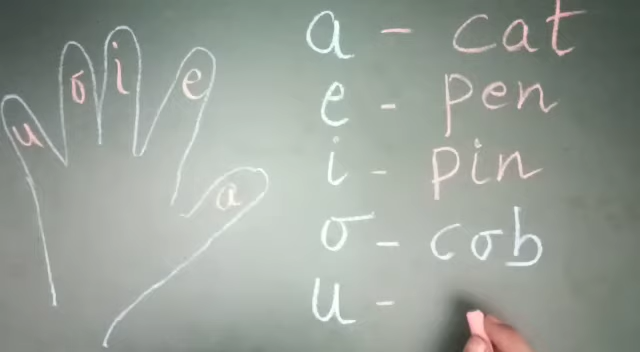 u o i e a
a - cat
e - pen
i - pin
o - cob
u -